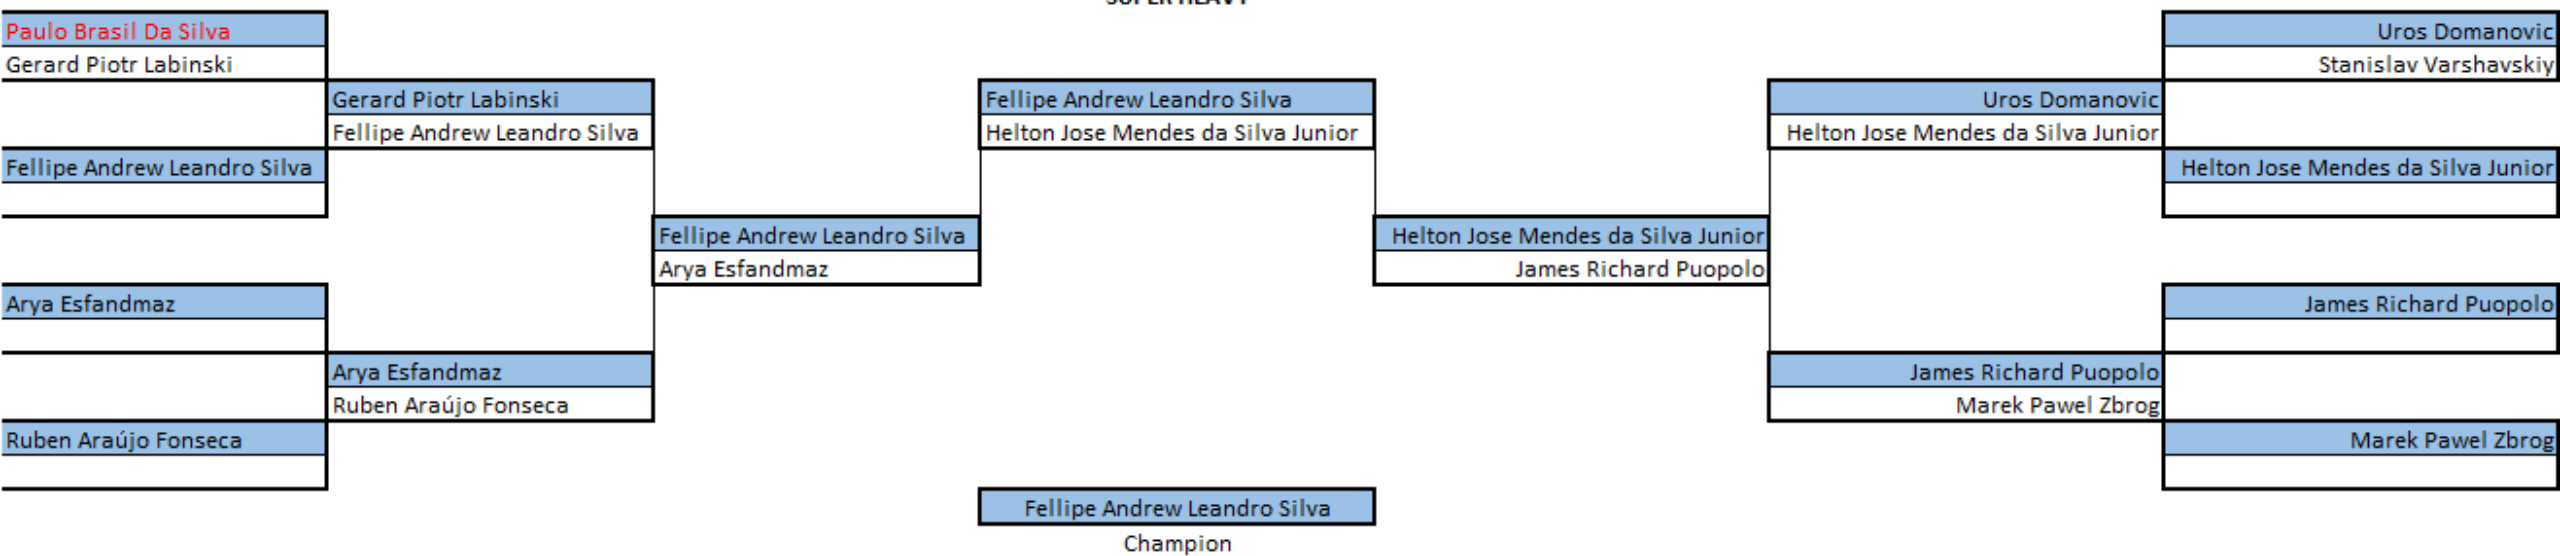 Paulo Brasil Da Silva
Gerard Piotr Labinski
Gerard Piotr Labinski
Fellipe Andrew Leandro Silva
Fellipe Andrew Leandro Silva
Fellipe Andrew Leandro Silva
Arya Esfandmaz
Arya Esfandmaz
Arya Esfandmaz
Ruben Araújo Fonseca
Ruben Araújo Fonseca
Fellipe Andrew Leandro Silva
Helton Jose Mendes da Silva Junior
Helton Jose Mendes da Silva Junior
James Richard Puopolo
Uros Domanovic
Stanislav Varshavskiy
Uros Domanovic
Helton Jose Mendes da Silva Junior
Helton Jose Mendes da Silva Junior
James Richard Puopolo
James Richard Puopolo
Marek Pawel Zbrog
Marek Pawel Zbrog
Fellipe Andrew Leandro Silva
Champion